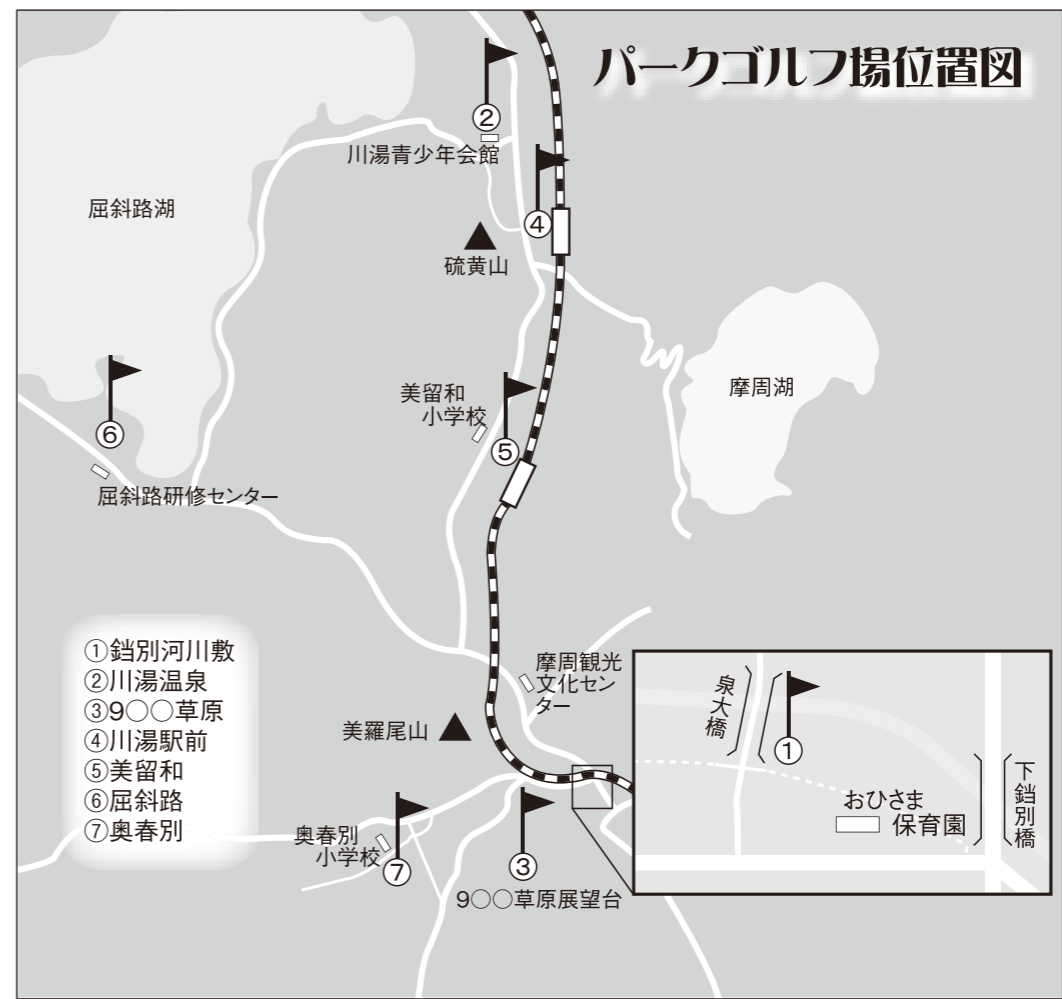 パークゴルフ場位置図
②
川湯青少年会館
屈斜路湖
④
硫黄山
摩周湖
美留和
小学校
⑥
⑤
屈斜路研修センター
①鐺別河川敷
②川湯温泉
③9○○草原
④川湯駅前
⑤美留和
⑥屈斜路
⑦奥春別
摩周観光
文化セン
ター
美羅尾山
泉大橋
①
おひさま
保育園
下鐺別橋
奥春別
小学校
⑦
③
9○○草原展望台